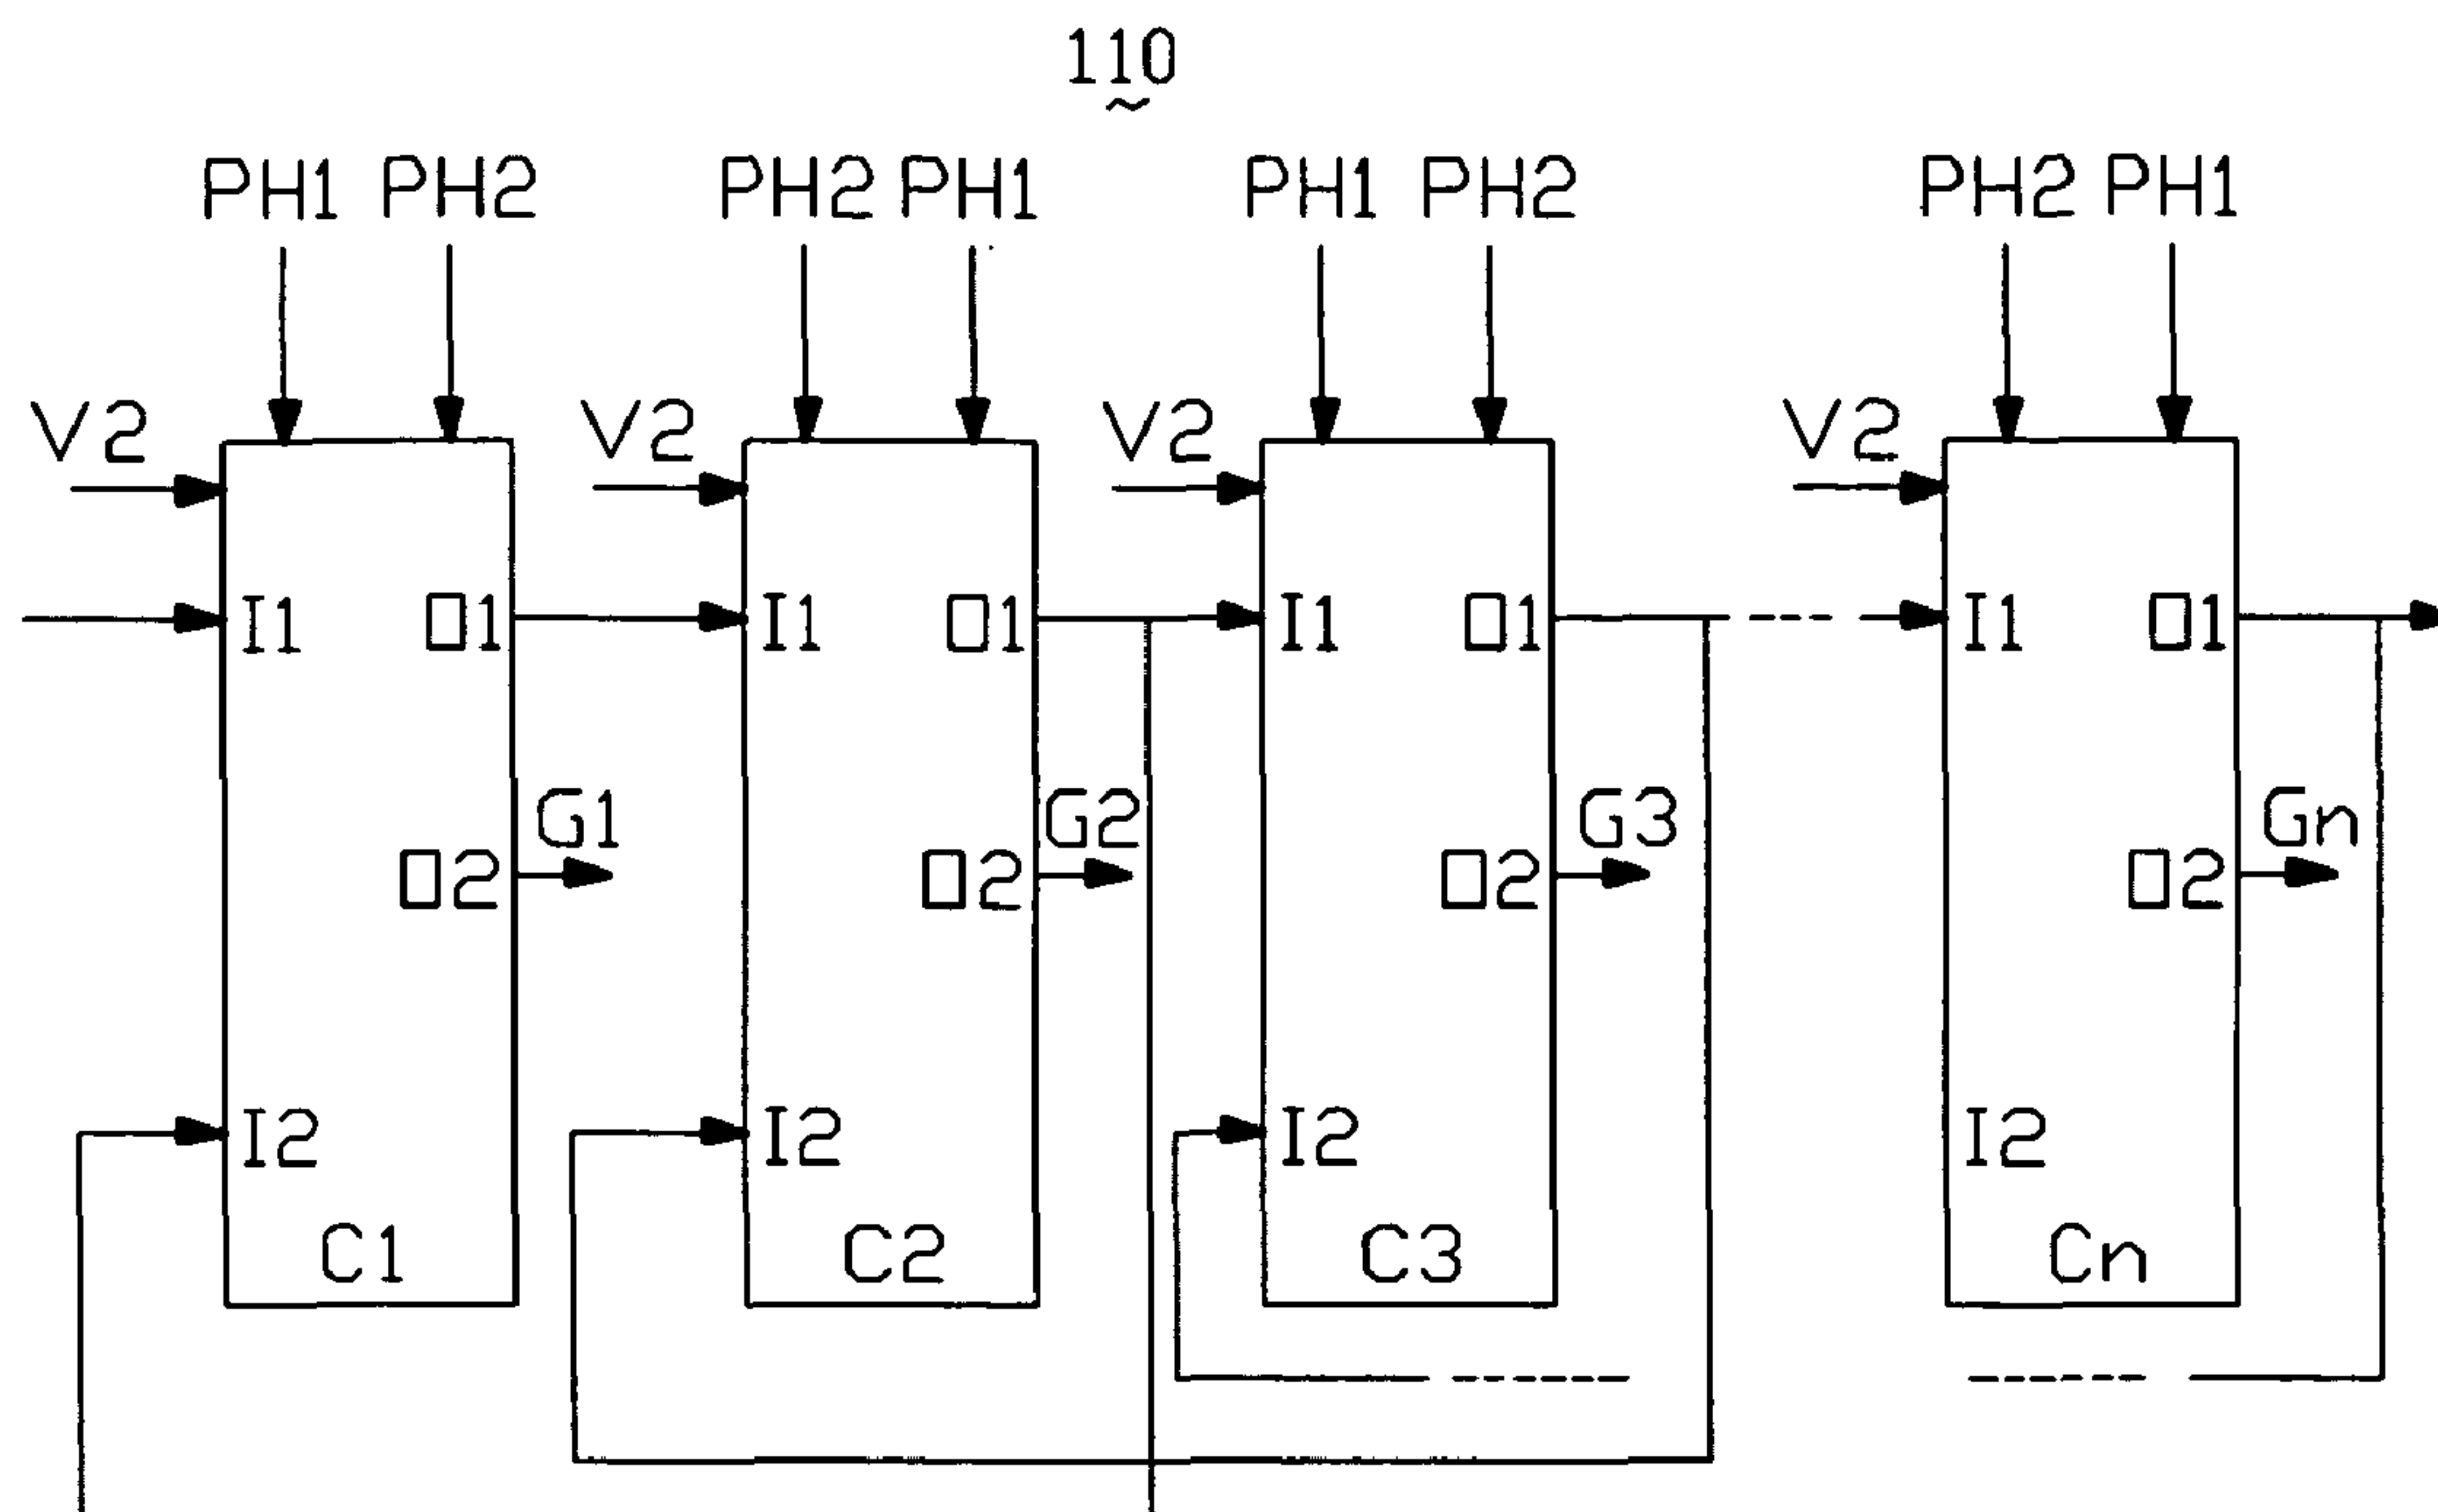 110
PH1 PH2 PH2 PH1 PH1 PH2 PH2 PH1
V2 V2 V2 V2
I1 O1 I1 O1 I1 O1 I1 O1
G1 G2 G3 Gn
O2 O2 O2 O2
I2 I2 I2 I2
C1 C2 C3 Cn